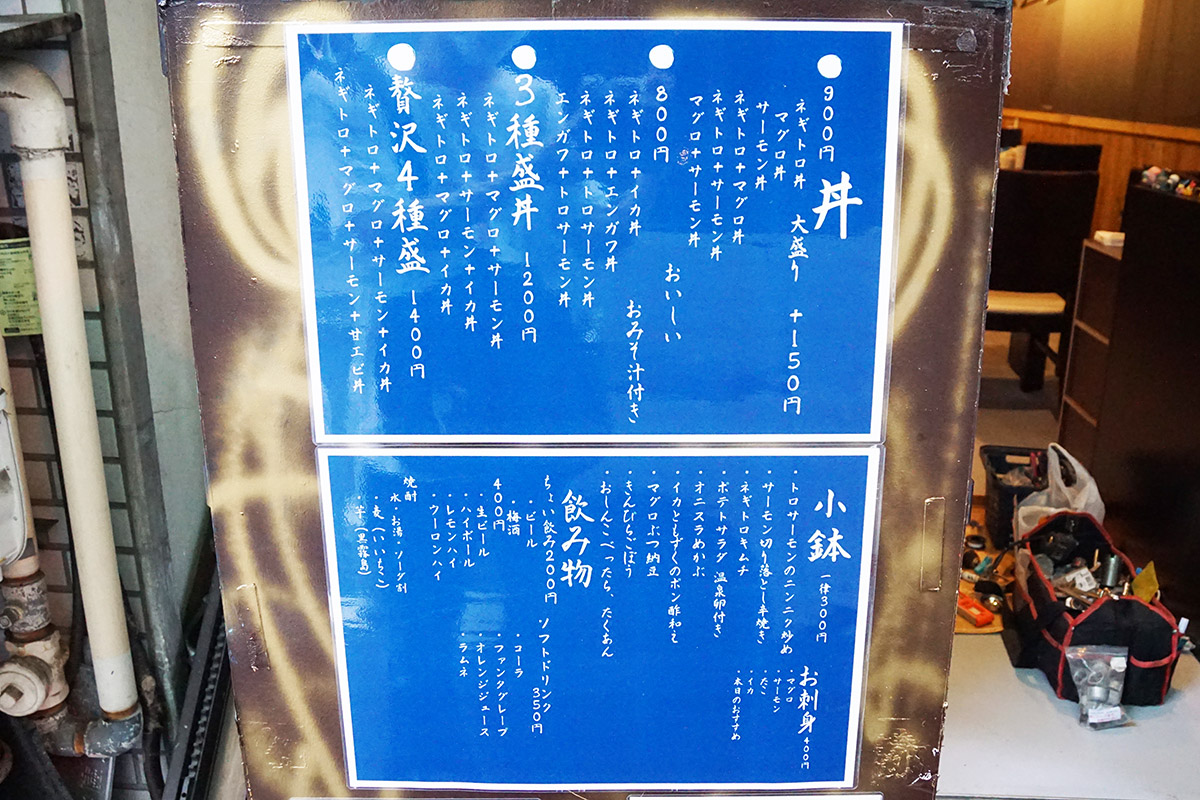 丼
大盛り +150円
●900円
ネギトロ丼
マグロ丼
サーモン丼
ネギトロ+マグロ丼
ネギトロ+サーモン丼
マグロ+サーモン丼
おいしい
おみそ汁付き
●800円
ネギトロ+イカ丼
ネギトロ+エンガワ丼
ネギトロ+トロサーモン丼
エンガワ+トロサーモン丼
●3種盛丼 1200円
ネギトロ+マグロ+サーモン丼
ネギトロ+サーモン+イカ丼
ネギトロ+マグロ+イカ丼
●贅沢4種盛 1400円
ネギトロ+マグロ+サーモン+イカ丼
ネギトロ+マグロ+サーモン+甘エビ丼
小鉢 一律300円
・トロサーモンのニンニク炒め
・サーモン切り落とし辛焼き
・ネギトロキムチ
・ポテトサラダ 温泉卵付き
・オニスラめかぶ
・イカともずくのポン酢和え
・マグロぶつ納豆
・きんぴらごぼう
・おしんこべったら、たくあん
お刺身 400円
・マグロ
・サーモン
・たこ
・イカ
・本日のおすすめ
飲み物
ちょい飲み200円
・ビール
・梅酒
400円
・生ビール
・ハイボール
・レモンハイ
・ウーロンハイ
焼酎
・水・お湯・ソーダ割
・麦(いいちこ)
・芋(黒霧島)
ソフトドリンク
350円
・コーラ
・ファンタグレープ
・オレンジジュース
・ラムネ